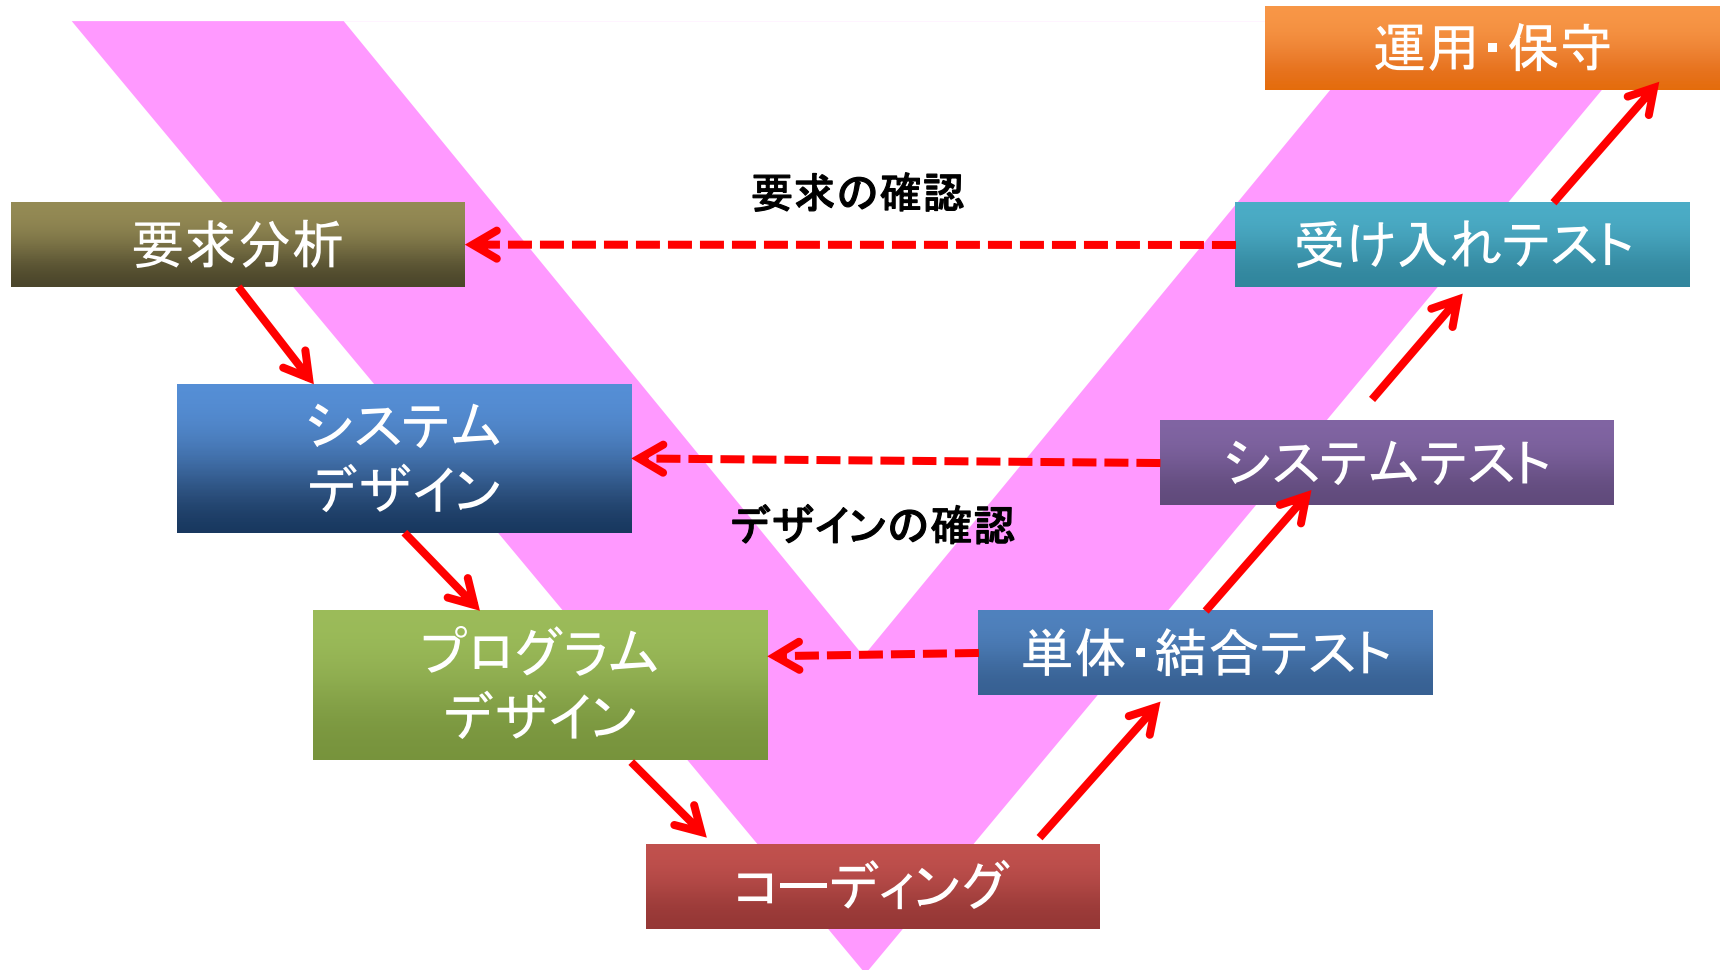 運用・保守
要求の確認
要求分析
受け入れテスト
システム
デザイン
システムテスト
デザインの確認
プログラム
デザイン
単体・結合テスト
コーディング